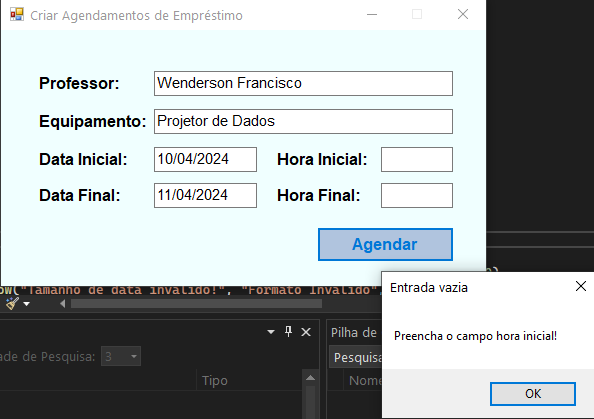 Criar Agendamentos de Empréstimo
Professor: Wenderson Francisco
Equipamento: Projetor de Dados
Data Inicial: 10/04/2024 Hora Inicial:
Data Final: 11/04/2024 Hora Final:
Agendar
ow("Tamanho de data inválido!", "Formato Inválido",
Entrada vazia
Preencha o campo hora inicial!
OK
Pilha de
ade de Pesquisa: 3
Pesquisa
Tipo
Nome